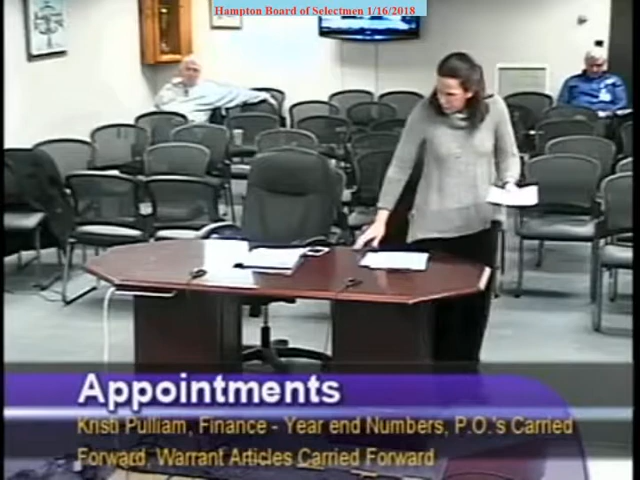 Hampton Board of Selectmen 1/16/2018
Appointments
Kristi Pulliam, Finance - Year end Numbers, P.O.'s Carried
Forward, Warrant Articles Carried Forward